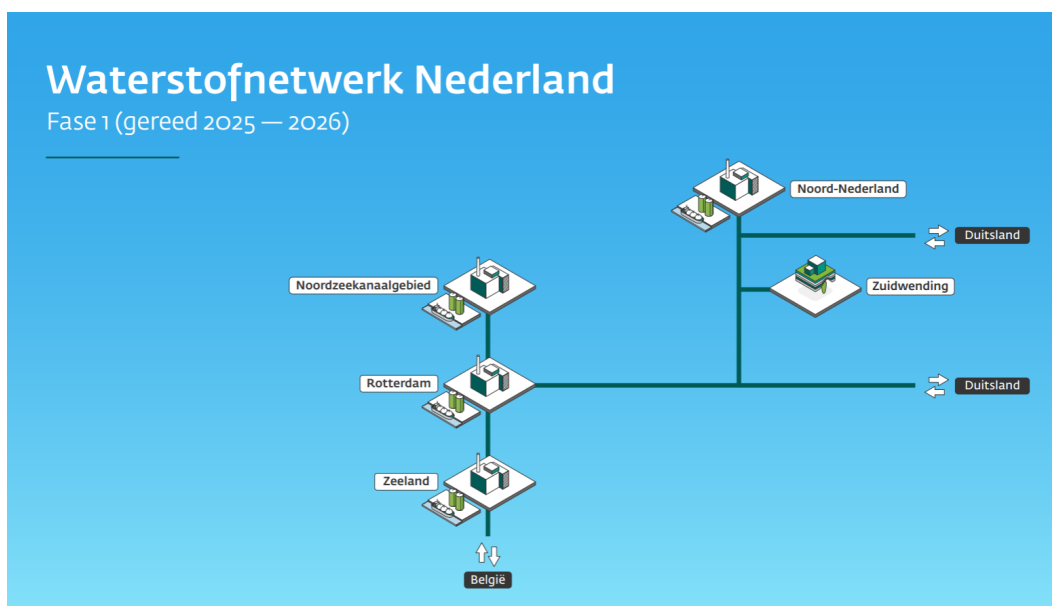 Waterstofnetwerk Nederland
Fase 1 (gereed 2025 — 2026)
Noord-Nederland
Duitsland
Noordzeekanaalgebied
Zuidwending
Rotterdam
Duitsland
Zeeland
België